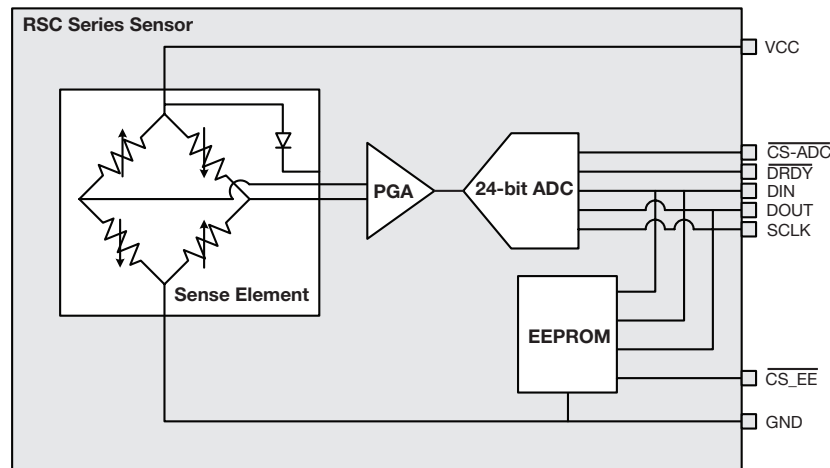 RSC Series Sensor
VCC
CS-ADC
DRDY
DIN
DOUT
SCLK
PGA
24-bit ADC
Sense Element
EEPROM
CS_EE
GND